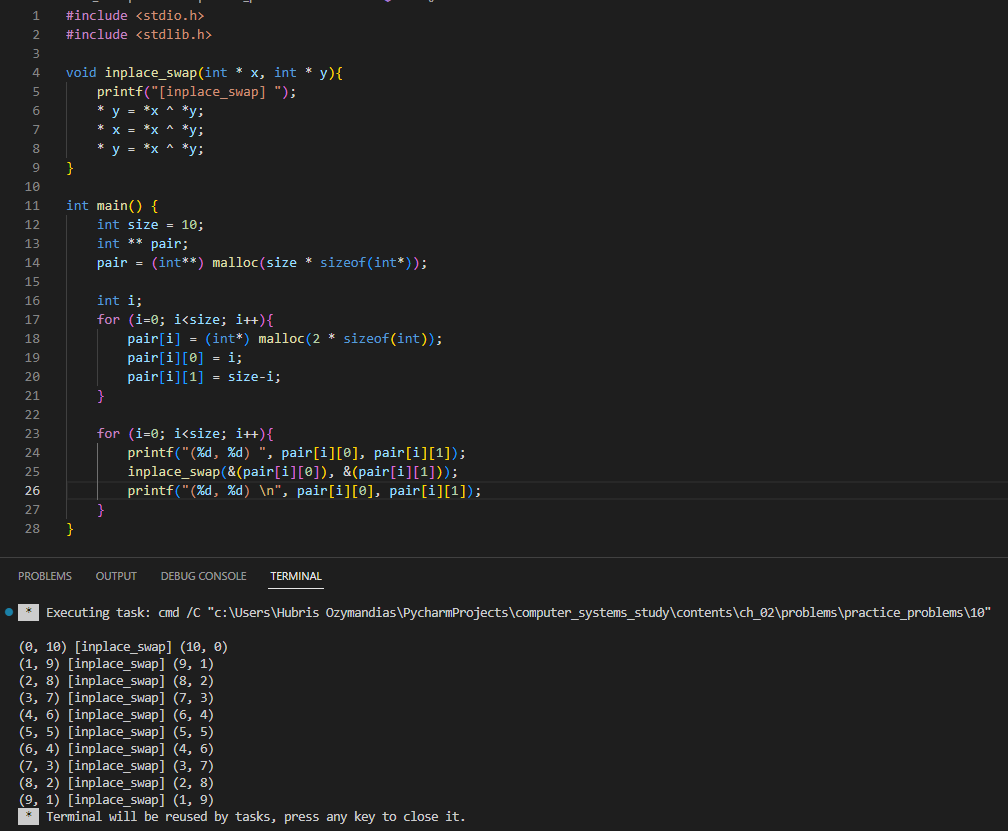 1 #include <stdio.h>
2 #include <stdlib.h>
3
4 void inplace_swap(int * x, int * y){
5     printf("[inplace_swap] ");
6     * y = *x ^ *y;
7     * x = *x ^ *y;
8     * y = *x ^ *y;
9 }
10
11 int main() {
12     int size = 10;
13     int ** pair;
14     pair = (int**) malloc(size * sizeof(int*));
15
16     int i;
17     for (i=0; i<size; i++){
18         pair[i] = (int*) malloc(2 * sizeof(int));
19         pair[i][0] = i;
20         pair[i][1] = size-i;
21     }
22
23     for (i=0; i<size; i++){
24         printf("(%d, %d) ", pair[i][0], pair[i][1]);
25         inplace_swap(&(pair[i][0]), &(pair[i][1]));
26         printf("(%d, %d) \n", pair[i][0], pair[i][1]);
27     }
28 }
PROBLEMS OUTPUT DEBUG CONSOLE TERMINAL
* Executing task: cmd /C "c:\Users\Hubris Ozymandias\PycharmProjects\computer_systems_study\contents\ch_02\problems\practice_problems\10"
(0, 10) [inplace_swap] (10, 0)
(1, 9) [inplace_swap] (9, 1)
(2, 8) [inplace_swap] (8, 2)
(3, 7) [inplace_swap] (7, 3)
(4, 6) [inplace_swap] (6, 4)
(5, 5) [inplace_swap] (5, 5)
(6, 4) [inplace_swap] (4, 6)
(7, 3) [inplace_swap] (3, 7)
(8, 2) [inplace_swap] (2, 8)
(9, 1) [inplace_swap] (1, 9)
* Terminal will be reused by tasks, press any key to close it.